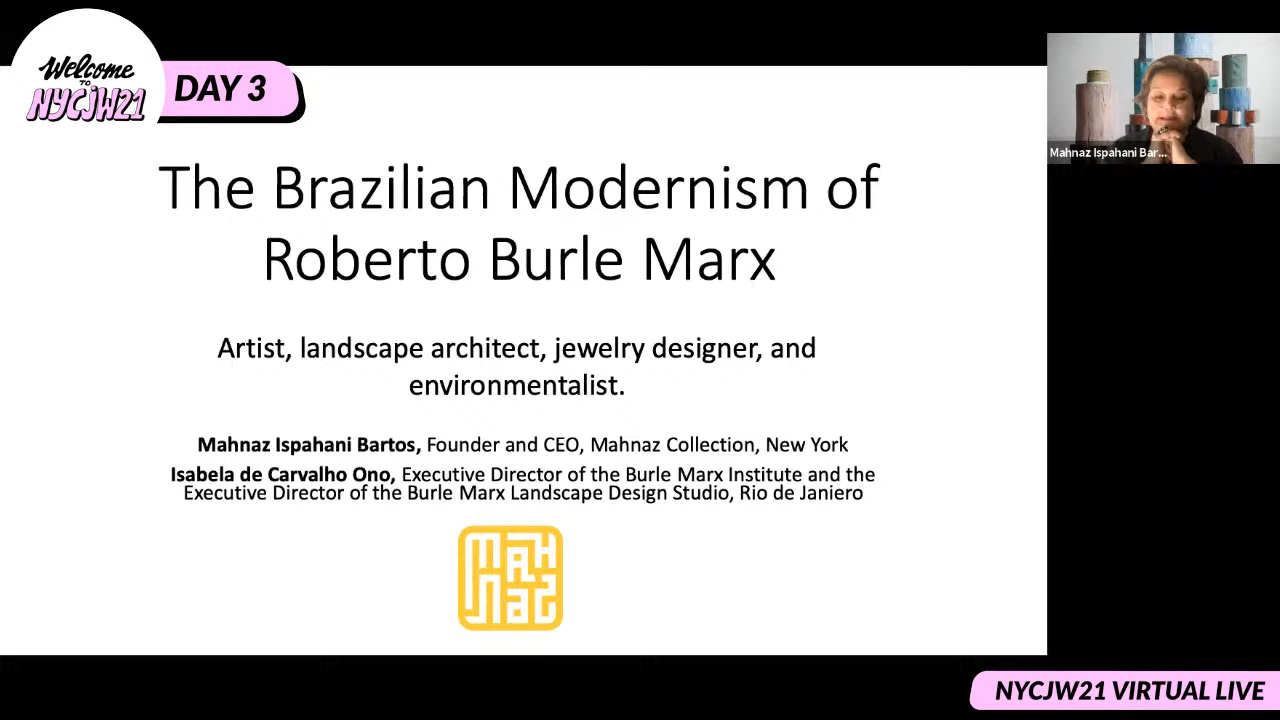 Welcome
TO
NYCJW21
DAY 3
The Brazilian Modernism of
Roberto Burle Marx
Artist, landscape architect, jewelry designer, and
environmentalist.
Mahnaz Ispahani Bartos, Founder and CEO, Mahnaz Collection, New York
Isabela de Carvalho Ono, Executive Director of the Burle Marx Institute and the
Executive Director of the Burle Marx Landscape Design Studio, Rio de Janiero
MAH
NAZ
Mahnaz Ispahani Bar...
NYCJW21 VIRTUAL LIVE